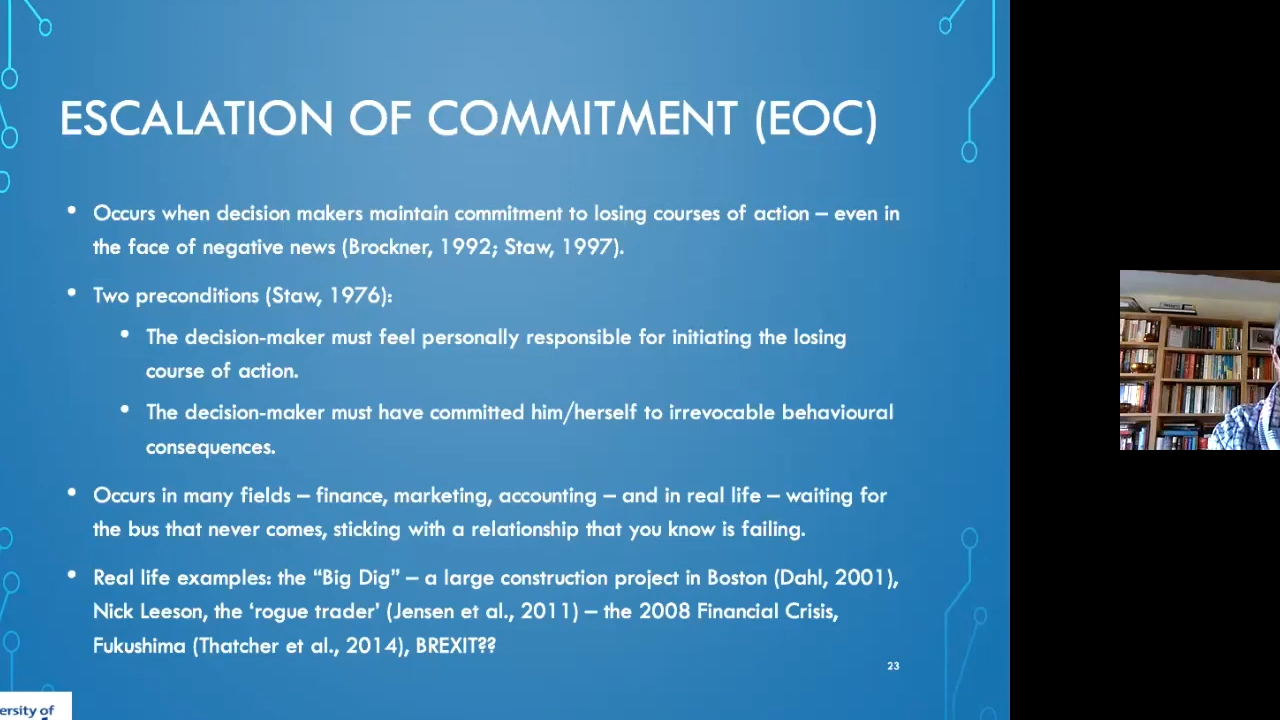 ESCALATION OF COMMITMENT (EOC)
• Occurs when decision makers maintain commitment to losing courses of action – even in
the face of negative news (Brockner, 1992; Staw, 1997).
• Two preconditions (Staw, 1976):
• The decision-maker must feel personally responsible for initiating the losing
course of action.
• The decision-maker must have committed him/herself to irrevocable behavioural
consequences.
• Occurs in many fields – finance, marketing, accounting – and in real life – waiting for
the bus that never comes, sticking with a relationship that you know is failing.
• Real life examples: the “Big Dig” – a large construction project in Boston (Dahl, 2001),
Nick Leeson, the ‘rogue trader’ (Jensen et al., 2011) – the 2008 Financial Crisis,
Fukushima (Thatcher et al., 2014), BREXIT??
23
ersity of